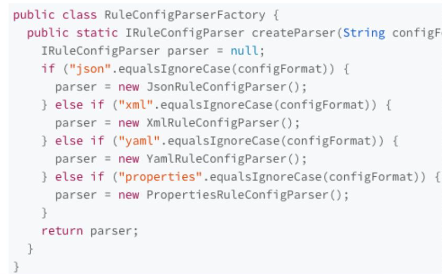 public class RuleConfigParserFactory {
  public static IRuleConfigParser createParser(String configF
    IRuleConfigParser parser = null;
    if ("json".equalsIgnoreCase(configFormat)) {
      parser = new JsonRuleConfigParser();
    } else if ("xml".equalsIgnoreCase(configFormat)) {
      parser = new XmlRuleConfigParser();
    } else if ("yaml".equalsIgnoreCase(configFormat)) {
      parser = new YamlRuleConfigParser();
    } else if ("properties".equalsIgnoreCase(configFormat)) {
      parser = new PropertiesRuleConfigParser();
    }
    return parser;
  }
}